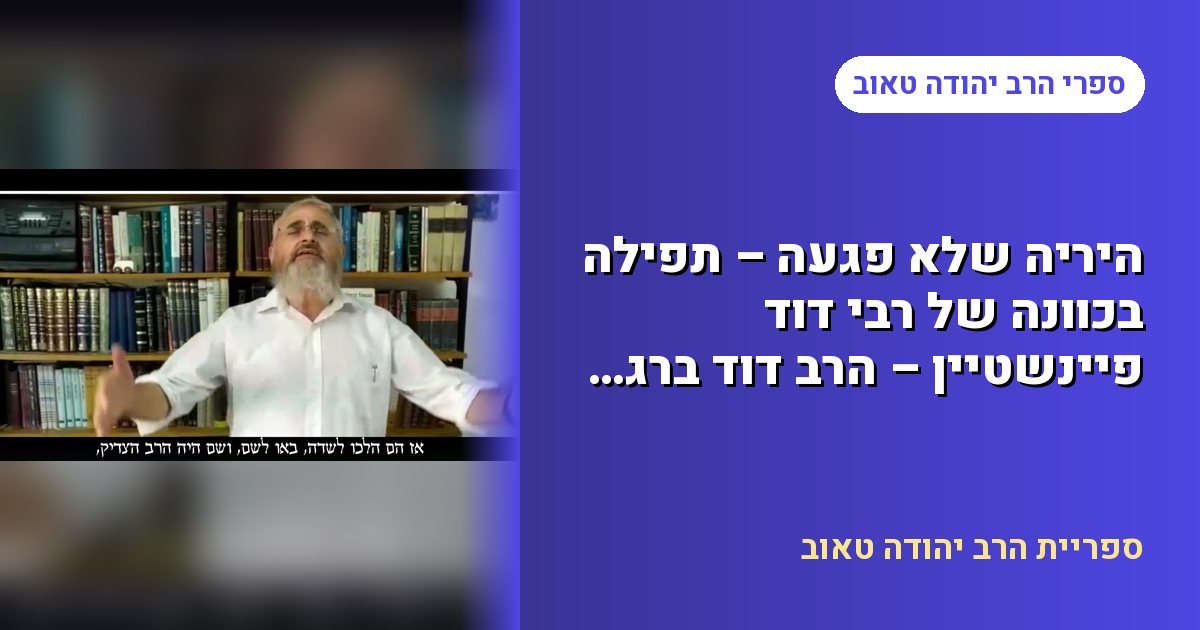 ספרי הרב יהודה טאוב
היריה שלא פגעה – תפילה
בכוונה של רבי דוד
פיינשטיין – הרב דוד ברג...
אז הם הלכו לשדה, באו לשם, ושם היה הרב הצדיק,
ספריית הרב יהודה טאוב